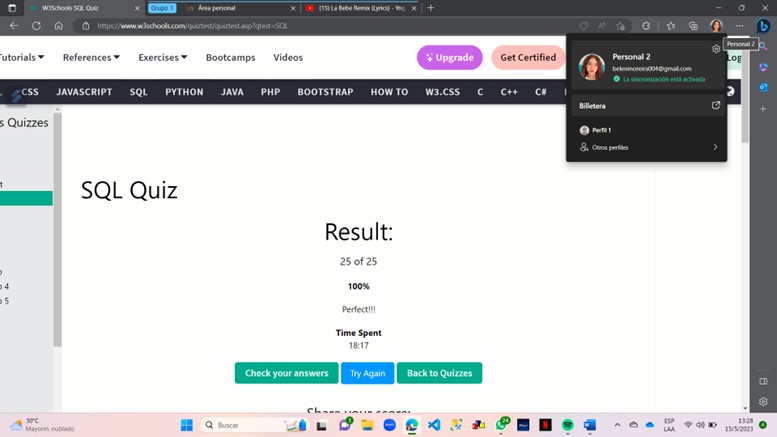 W3Schools SQL Quiz
Grupo 1
Área personal
(15) La Bebe Remix (Lyrics) - Yng
https://www.w3schools.com/quiztest/quiztest.asp?qtest=SQL
Personal 2
Tutorials
References
Exercises
Bootcamps
Videos
Upgrade
Get Certified
Log
Personal 2
belenmoreira004@gmail.com
La sincronización está activada
Billetera
Perfil 1
Otros perfiles
CSS JAVASCRIPT SQL PYTHON JAVA PHP BOOTSTRAP HOW TO W3.CSS C C++ C#
s Quizzes
t
o
o 4
o 5
SQL Quiz
Result:
25 of 25
100%
Perfect!!!
Time Spent
18:17
Check your answers
Try Again
Back to Quizzes
Share your score:
30°C
Mayorm. nublado
Buscar
ESP
LAA
13:28
15/5/2023